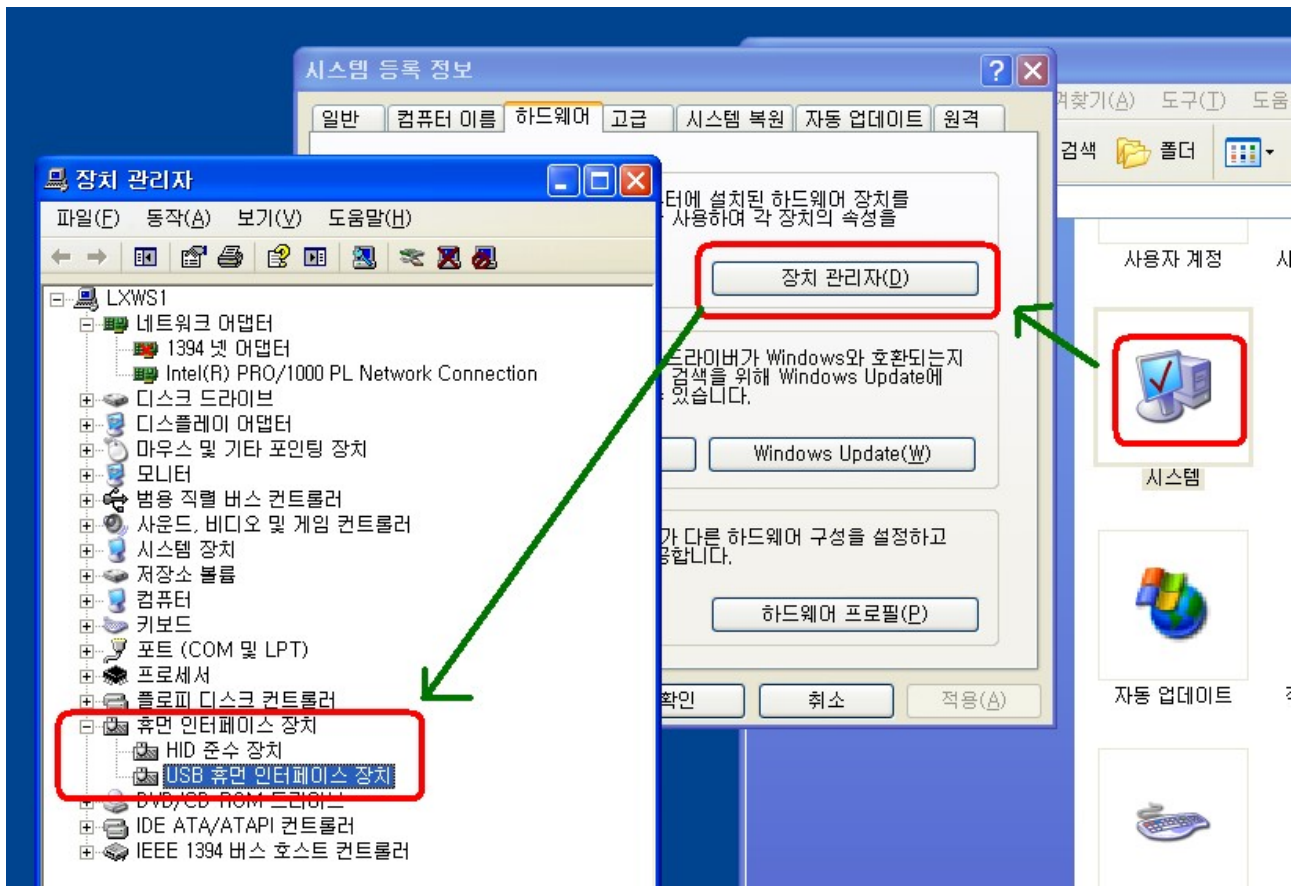 시스템 등록 정보
일반
컴퓨터 이름
하드웨어
고급
시스템 복원
자동 업데이트
원격
터에 설치된 하드웨어 장치를
사용하며 각 장치의 속성을
장치 관리자(D)
드라이버가 Windows와 호환되는지
검색을 위해 Windows Update에
있습니다.
Windows Update(W)
가 다른 하드웨어 구성을 설정하고
공합니다.
하드웨어 프로필(P)
확인
취소
적용(A)
장치 관리자
파일(F)
동작(A)
보기(V)
도움말(H)
LXWS1
네트워크 어댑터
1394 넷 어댑터
Intel(R) PRO/1000 PL Network Connection
디스크 드라이브
디스플레이 어댑터
마우스 및 기타 포인팅 장치
모니터
범용 직렬 버스 컨트롤러
사운드, 비디오 및 게임 컨트롤러
시스템 장치
저장소 볼륨
컴퓨터
키보드
포트 (COM 및 LPT)
프로세서
플로피 디스크 컨트롤러
휴먼 인터페이스 장치
HID 준수 장치
USB 휴먼 인터페이스 장치
DVD/CD-ROM 드라이브
IDE ATA/ATAPI 컨트롤러
IEEE 1394 버스 호스트 컨트롤러
겨찾기(A)
도구(T)
도움
검색
폴더
사용자 계정
시스템
자동 업데이트